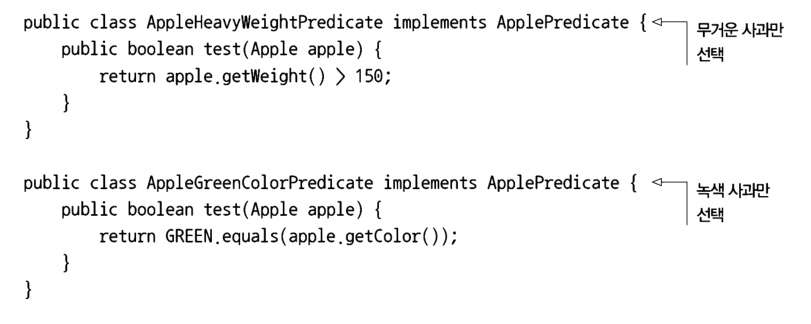 public class AppleHeavyWeightPredicate implements ApplePredicate {
무거운 사과만
선택
    public boolean test(Apple apple) {
        return apple.getWeight() > 150;
    }
}
public class AppleGreenColorPredicate implements ApplePredicate {
녹색 사과만
선택
    public boolean test(Apple apple) {
        return GREEN.equals(apple.getColor());
    }
}